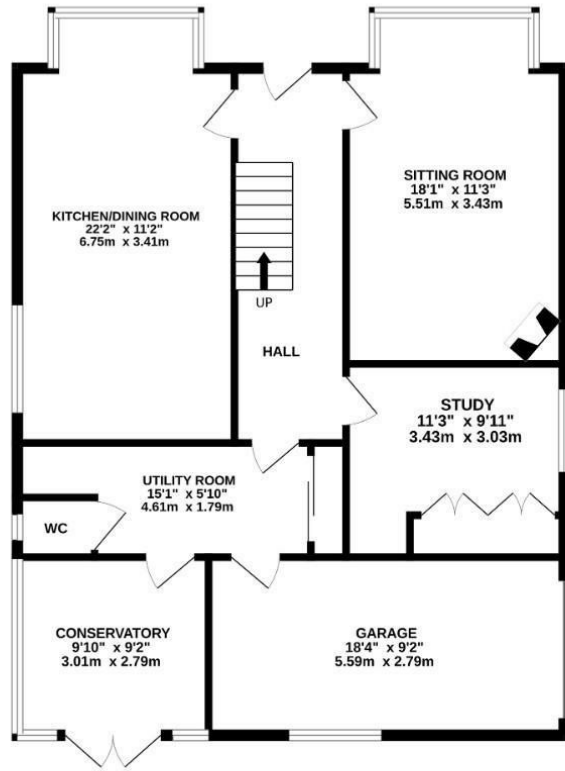 KITCHEN/DINING ROOM
22'2" x 11'2"
6.75m x 3.41m
SITTING ROOM
18'1" x 11'3"
5.51m x 3.43m
UP
HALL
STUDY
11'3" x 9'11"
3.43m x 3.03m
UTILITY ROOM
15'1" x 5'10"
4.61m x 1.79m
WC
CONSERVATORY
9'10" x 9'2"
3.01m x 2.79m
GARAGE
18'4" x 9'2"
5.59m x 2.79m